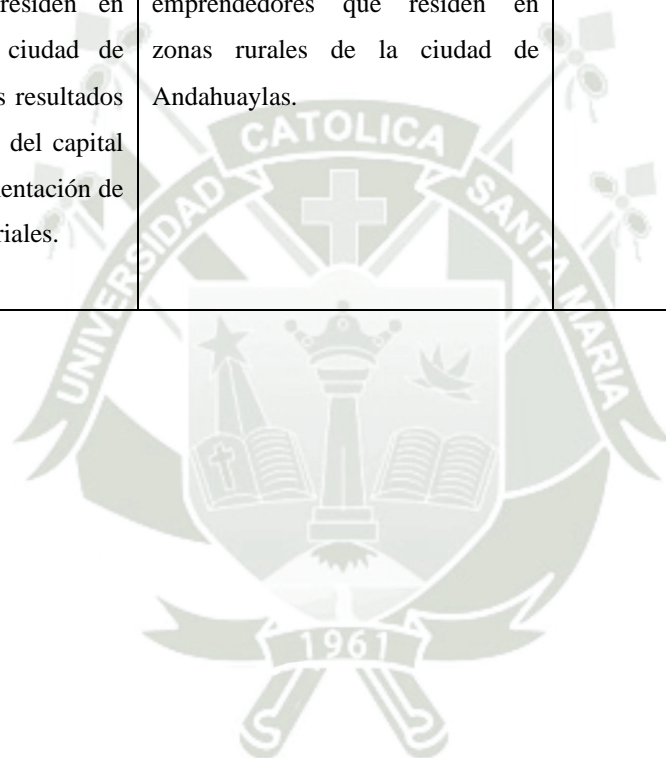 residen en
ciudad de
s resultados
del capital
nentación de
riales.
emprendedores que residen en
zonas rurales de la ciudad de
Andahuaylas.
UNIVERSIDAD CATOLICA SANTA MARIA
1961